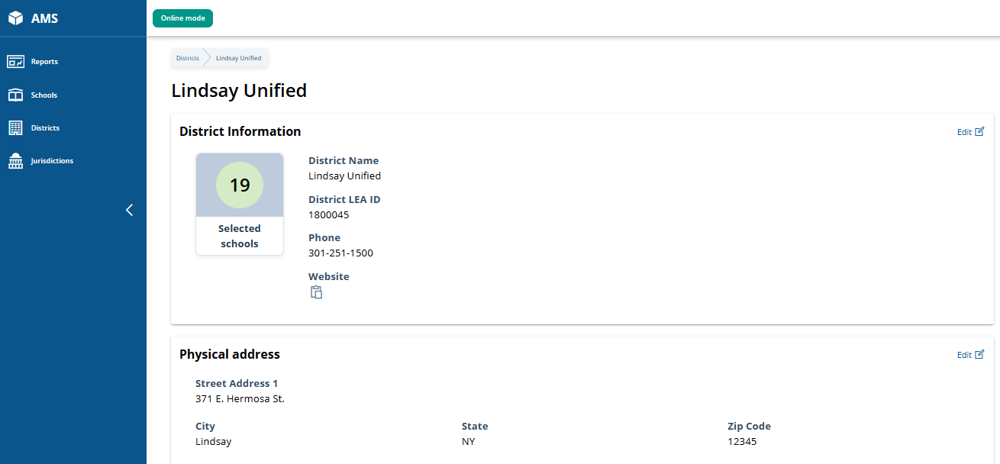 AMS
Online mode
Reports
Schools
Districts
Jurisdictions
Districts Lindsay Unified
Lindsay Unified
District Information
Edit
19
Selected
schools
District Name
Lindsay Unified
District LEA ID
1800045
Phone
301-251-1500
Website
Physical address
Edit
Street Address 1
371 E. Hermosa St.
City State Zip Code
Lindsay NY 12345